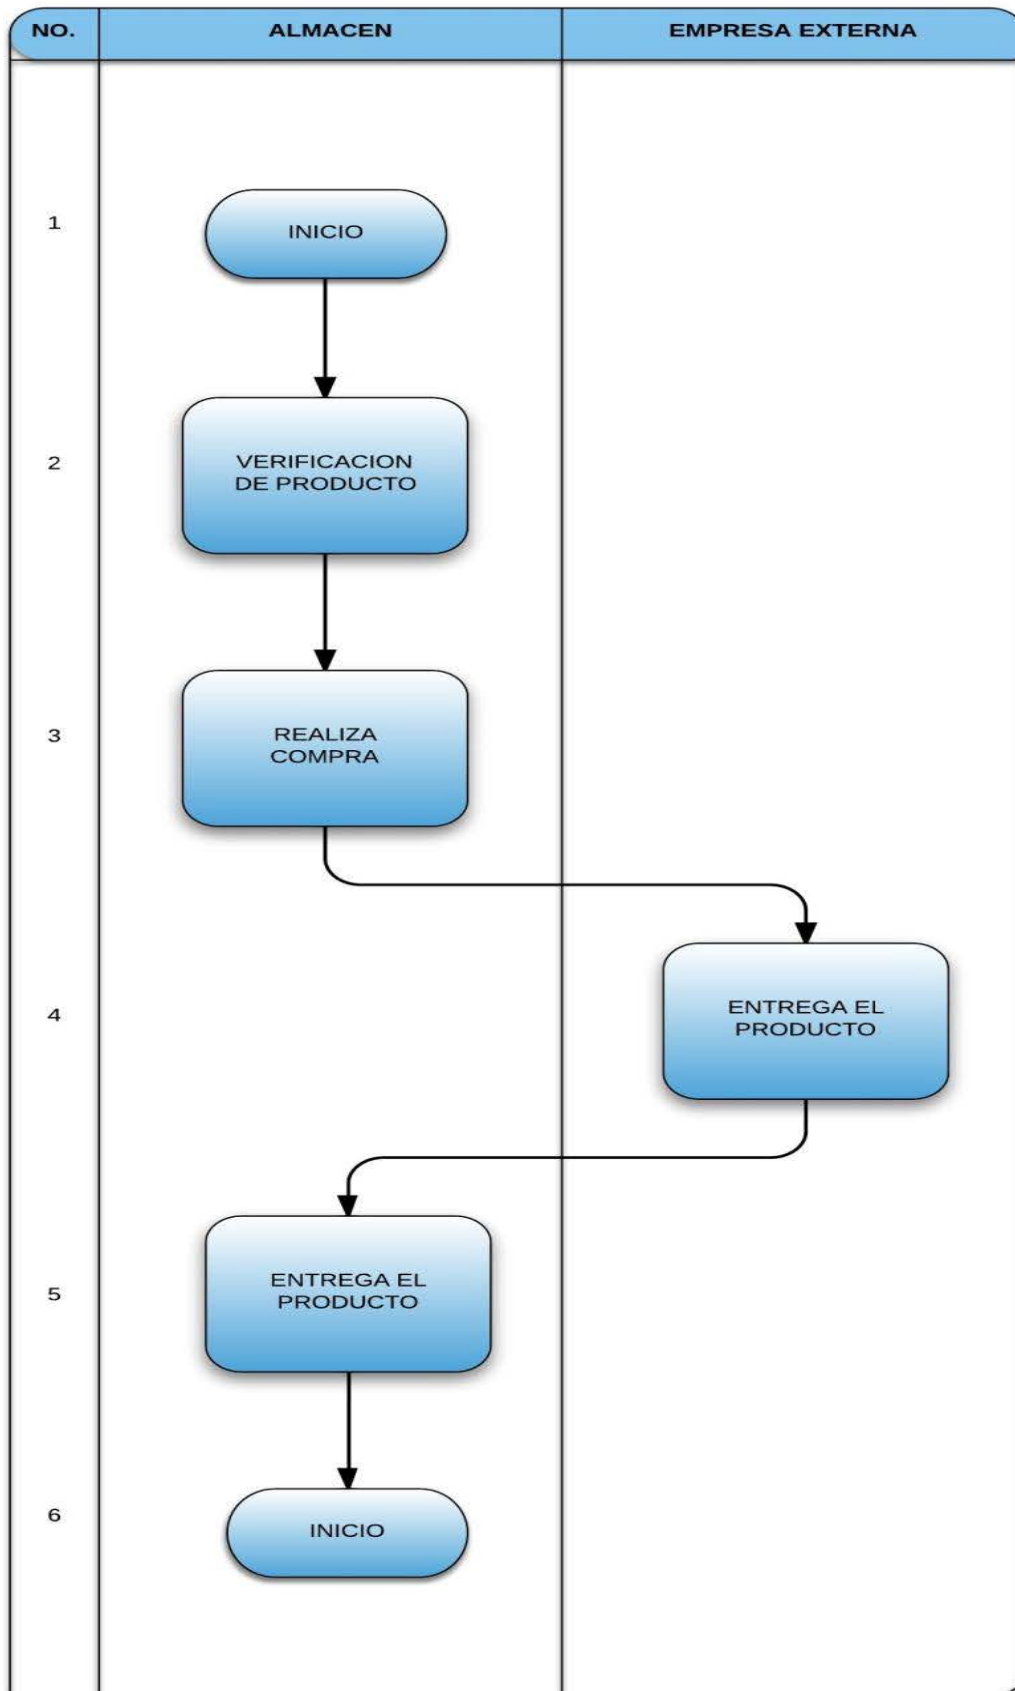 NO. ALMACEN EMPRESA EXTERNA
1
INICIO
2
VERIFICACION
DE PRODUCTO
3
REALIZA
COMPRA
4
ENTREGA EL
PRODUCTO
5
ENTREGA EL
PRODUCTO
6
INICIO